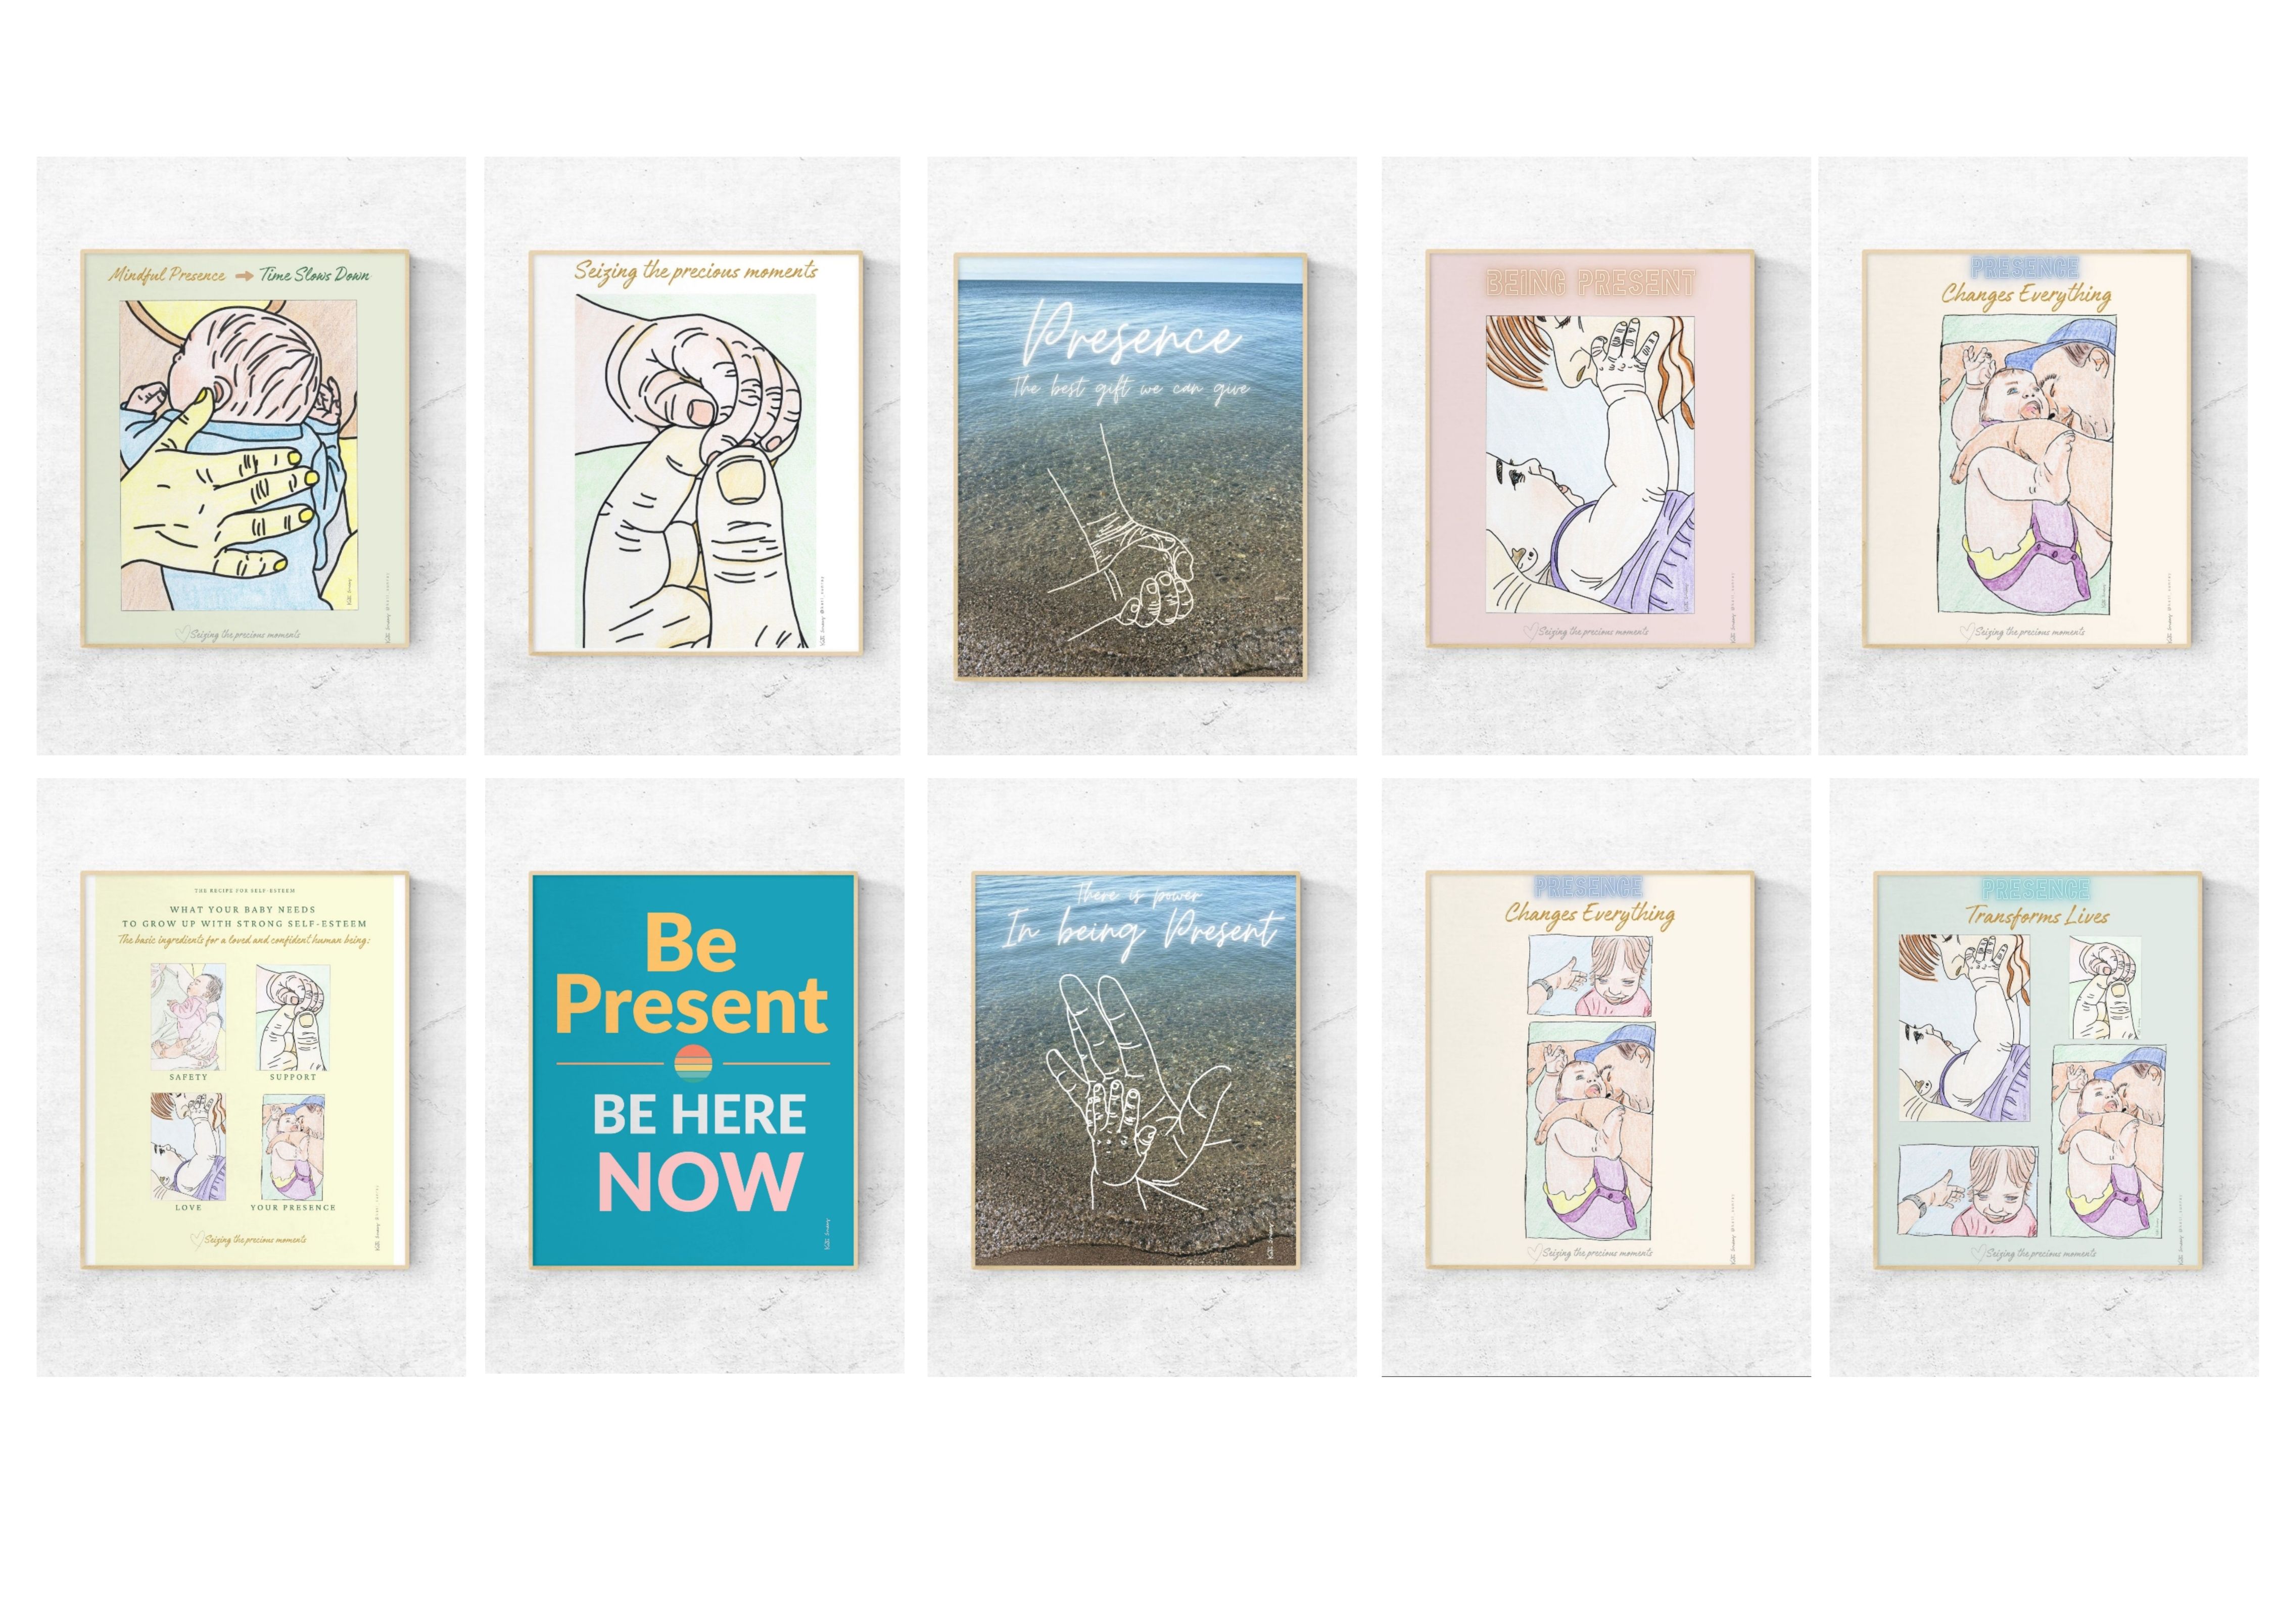 Mindful Presence → Time Slows Down
Seizing the precious moments
Seizing the precious moments
Presence
The best gift we can give
BEING PRESENT
Seizing the precious moments
PRESENCE
Changes Everything
Seizing the precious moments
THE RECIPE FOR SELF-ESTEEM
WHAT YOUR BABY NEEDS
TO GROW UP WITH STRONG SELF-ESTEEM
The basic ingredients for a loved and confident human being:
SAFETY
SUPPORT
LOVE
YOUR PRESENCE
Seizing the precious moments
Be
Present
BE HERE
NOW
There is power
In being Present
PRESENCE
Changes Everything
Seizing the precious moments
PRESENCE
Transforms Lives
Seizing the precious moments